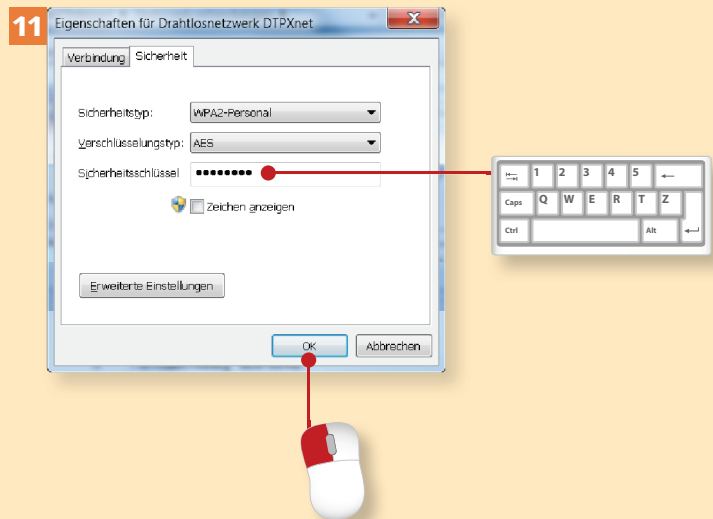 11
Eigenschaften für Drahtlosnetzwerk DTPXnet
Verbindung Sicherheit
Sicherheitstyp: WPA2-Personal
Verschlüsselungstyp: AES
Sicherheitsschlüssel ••••••••
Zeichen anzeigen
Erweiterte Einstellungen
OK Abbrechen
1 2 3 4 5
Caps Q W E R T Z
Ctrl Alt